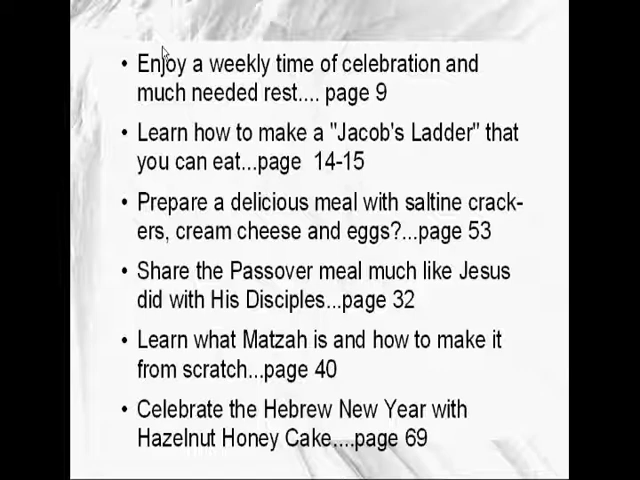 • Enjoy a weekly time of celebration and
much needed rest.... page 9
• Learn how to make a "Jacob's Ladder" that
you can eat...page  14-15
• Prepare a delicious meal with saltine crack-
ers, cream cheese and eggs?...page 53
• Share the Passover meal much like Jesus
did with His Disciples...page 32
• Learn what Matzah is and how to make it
from scratch...page 40
• Celebrate the Hebrew New Year with
Hazelnut Honey Cake....page 69